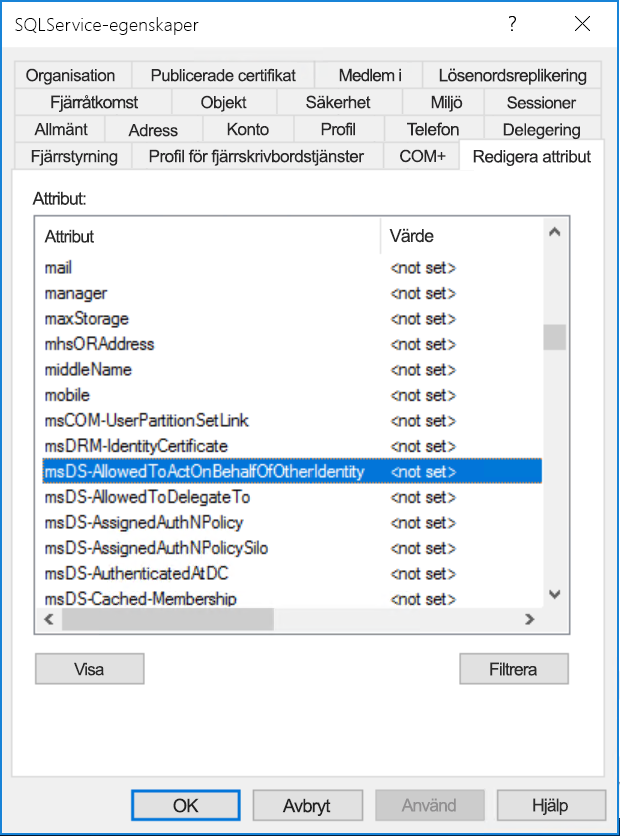 SQLService-egenskaper ?
Organisation Publicerade certifikat Medlem i Lösenordsreplikering
Fjärråtkomst Objekt Säkerhet Miljö Sessioner
Allmänt Adress Konto Profil Telefon Delegering
Fjärrstyrning Profil för fjärrskrivbordstjänster COM+ Redigera attribut
Attribut:
Attribut Värde
mail <not set>
manager <not set>
maxStorage <not set>
mhsORAddress <not set>
middleName <not set>
mobile <not set>
msCOM-UserPartitionSetLink <not set>
msDRM-IdentityCertificate <not set>
msDS-AllowedToActOnBehalfOfOtherIdentity <not set>
msDS-AllowedToDelegateTo <not set>
msDS-AssignedAuthNPolicy <not set>
msDS-AssignedAuthNPolicySilo <not set>
msDS-AuthenticatedAtDC <not set>
msDS-Cached-Membership <not set>
Visa Filtrera
OK Avbryt Använd Hjälp